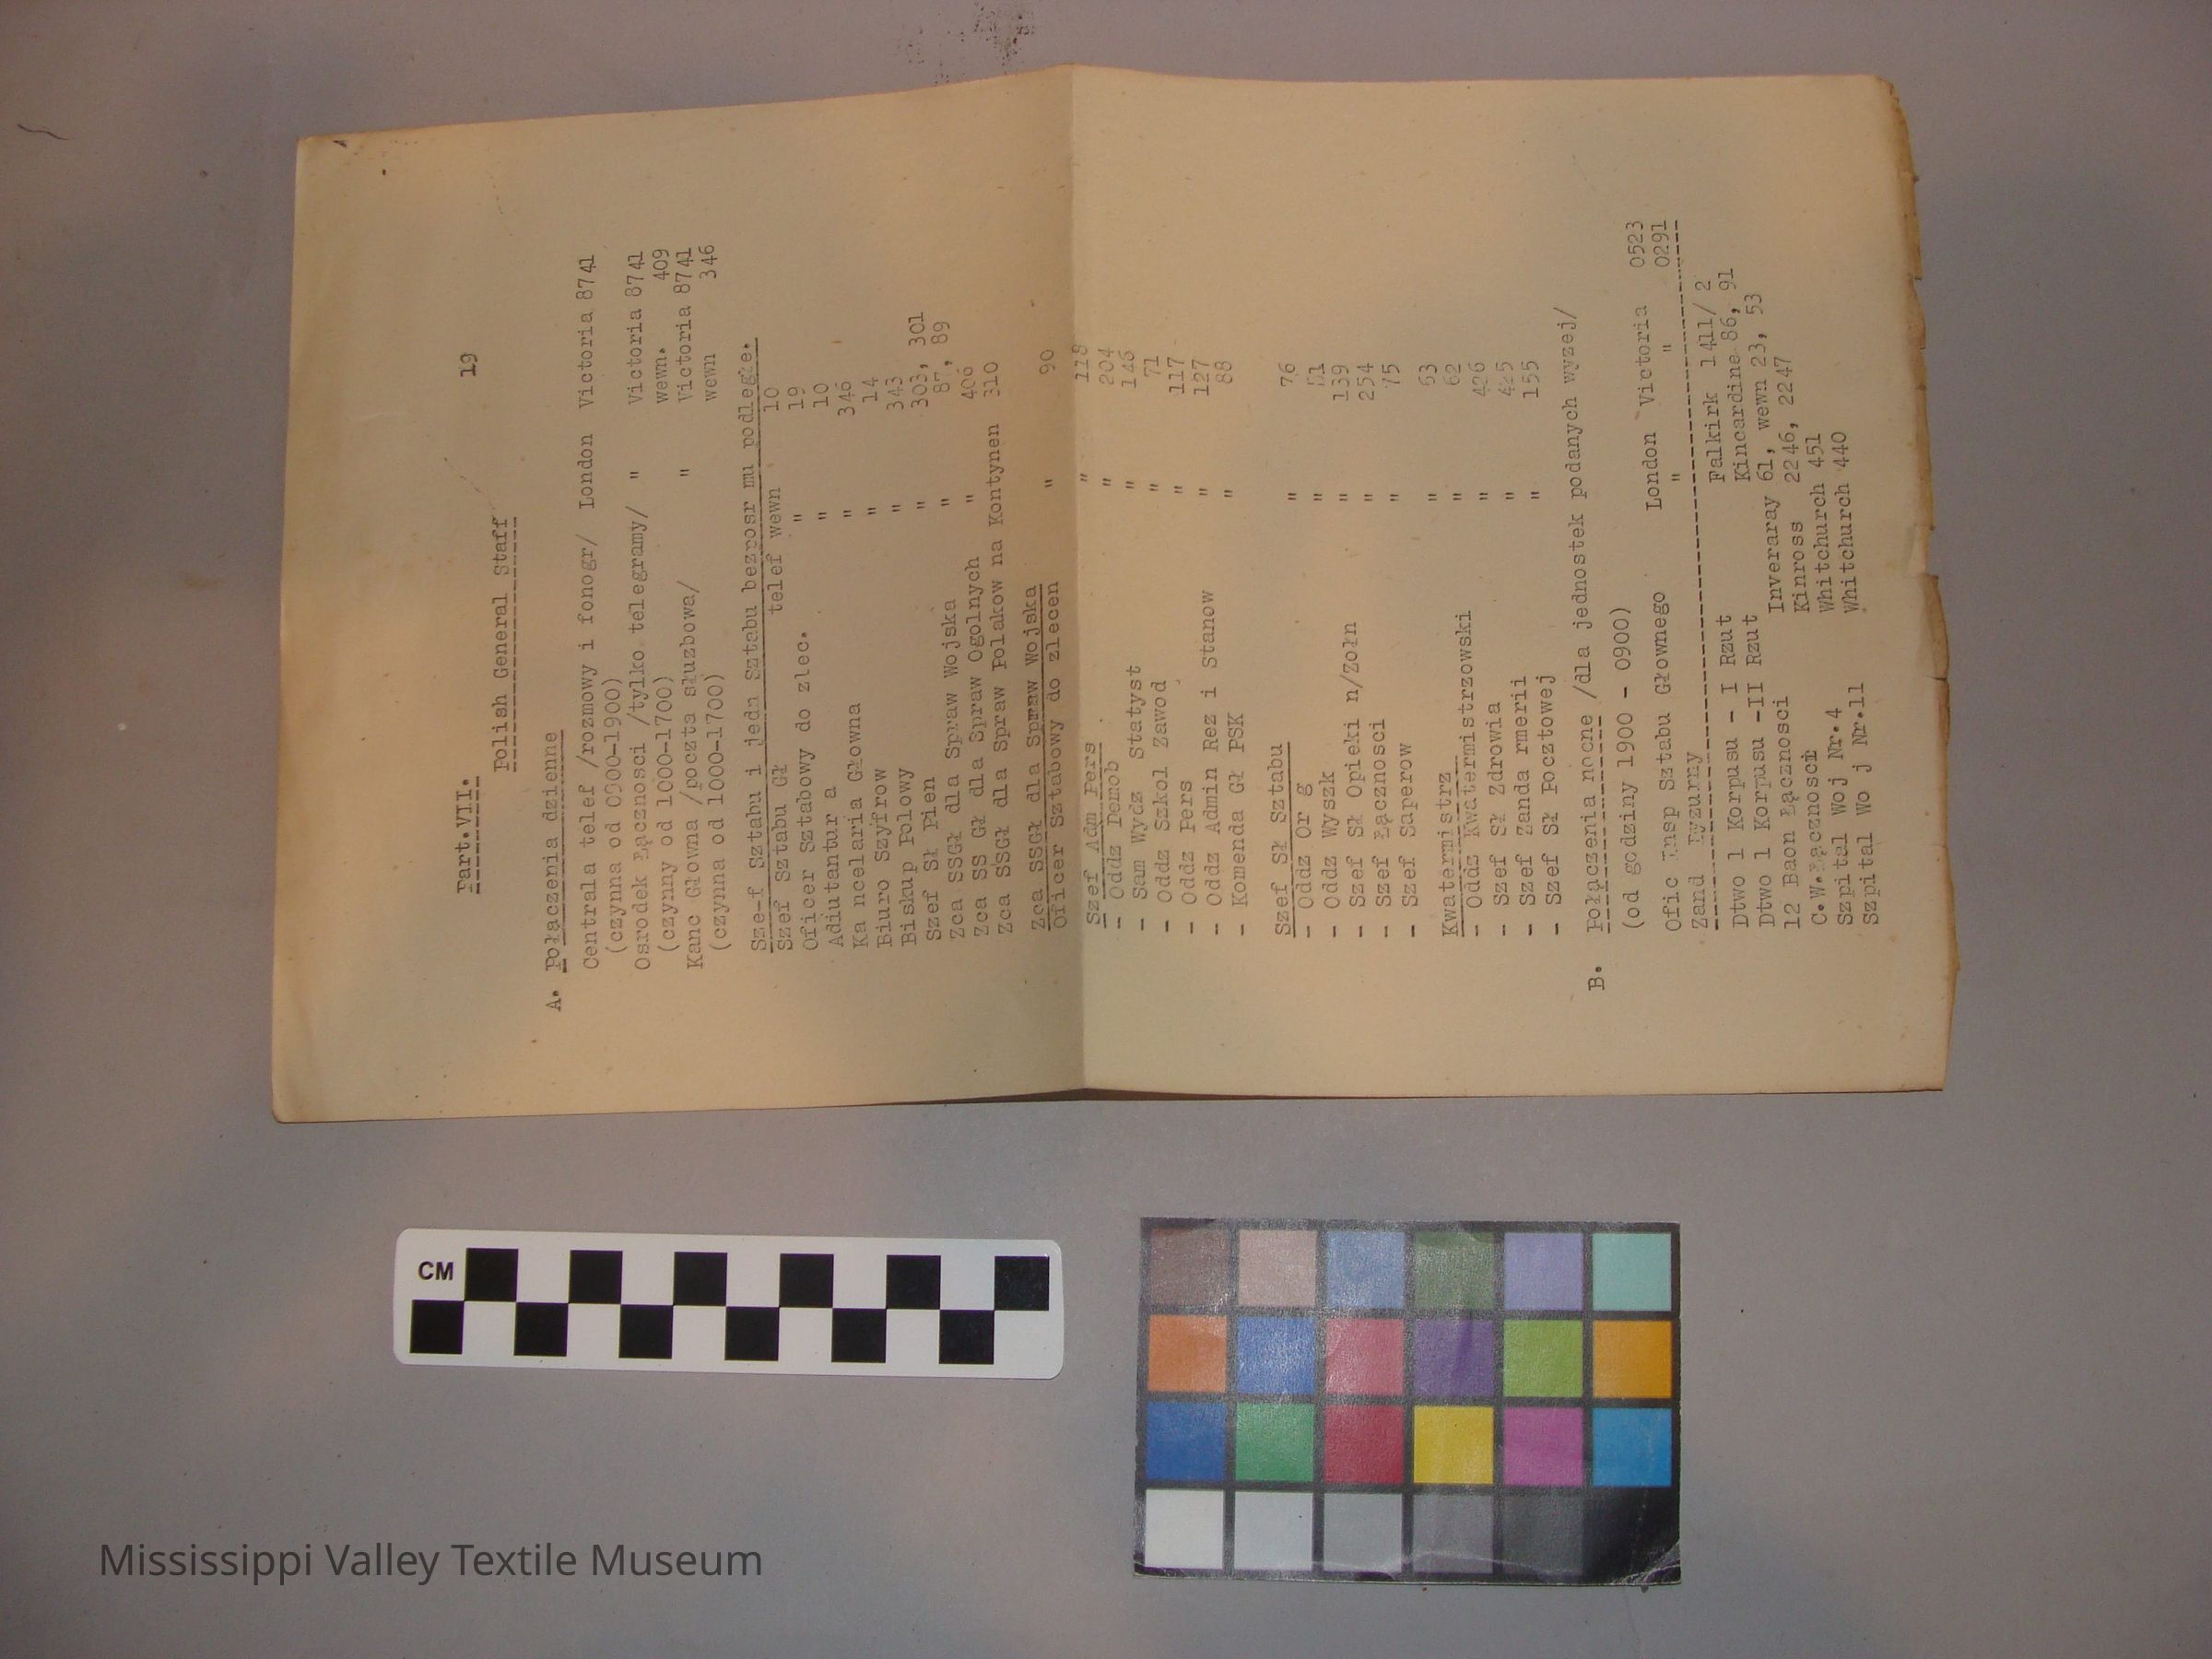 19
Part.VII.
Polish General Staff
A. Połączenia dzienne
Centrala telef /rozmowy i fonogr/ London Victoria 8741
(czynna od 0900-1900)
Osrodek Łączności /tylko telegramy/ " Victoria 8741
(czynny od 1000-1700) wewn. 409
Kanc Głowna /poczta służbowa/ " Victoria 8741
(czynna od 1000-1700) wewn 346
Sze-f Sztabu i jedn Sztabu bezposr mu podległe.
Szef Sztabu Gł telef wewn 10
Oficer Sztabowy do zlec. " 19
Adiutantur a " 10
Ka ncelaria Głowna " 346
Biuro Szyfrow " 14
Biskup Polowy " 343
Szef Sł Pien " 303, 301
Zca SSGł dla Spraw Wojska " 87, 89
Zca SS Gł dla Spraw Ogolnych " 406
Zca SSGł dla Spraw Polakow na Kontynen 310
Zca SSGł dla Spraw Wojska
Oficer Sztabowy do zlecen " 90
Szef Adm Pers " 118
- Oddz Demob " 204
- Sam Wydz Statyst " 146
- Oddz Szkol Zawod " 71
- Oddz Pers " 117
- Oddz Admin Rez i Stanow " 127
- Komenda Gł PSK " 88
Szef Sł Sztabu " 76
- Oddz Or g "
- Oddz Wyszk " 139
- Szef Sł Opieki n/Żołn " 254
- Szef Łącznosci " 75
- Szef Saperow
Kwatermistrz " 63
- Oddz Kwatermistrzowski " 62
- Szef Sł Zdrowia " 426
- Szef Żanda rmerii " 425
- Szef Sł Pocztowej " 155
B. Połączenia nocne /dla jednostek podanych wyzej/
(od godziny 1900 - 0900)
Ofic Insp Sztabu Głownego London Victoria 0523
Żand Dyzurny " " 0291
Dtwo 1 Korpusu - I Rzut Falkirk 1411/ 2
Dtwo 1 Korpusu -II Rzut Kincardine 86, 91
12 Baon Łącznosci Inveraray 61, wewn 23, 53
C.W.Łącznosci Kinross 2246, 2247
Szpital Woj Nr.4 Whitchurch 451
Szpital Wo j Nr.11 Whitchurch 440
CM
Mississippi Valley Textile Museum